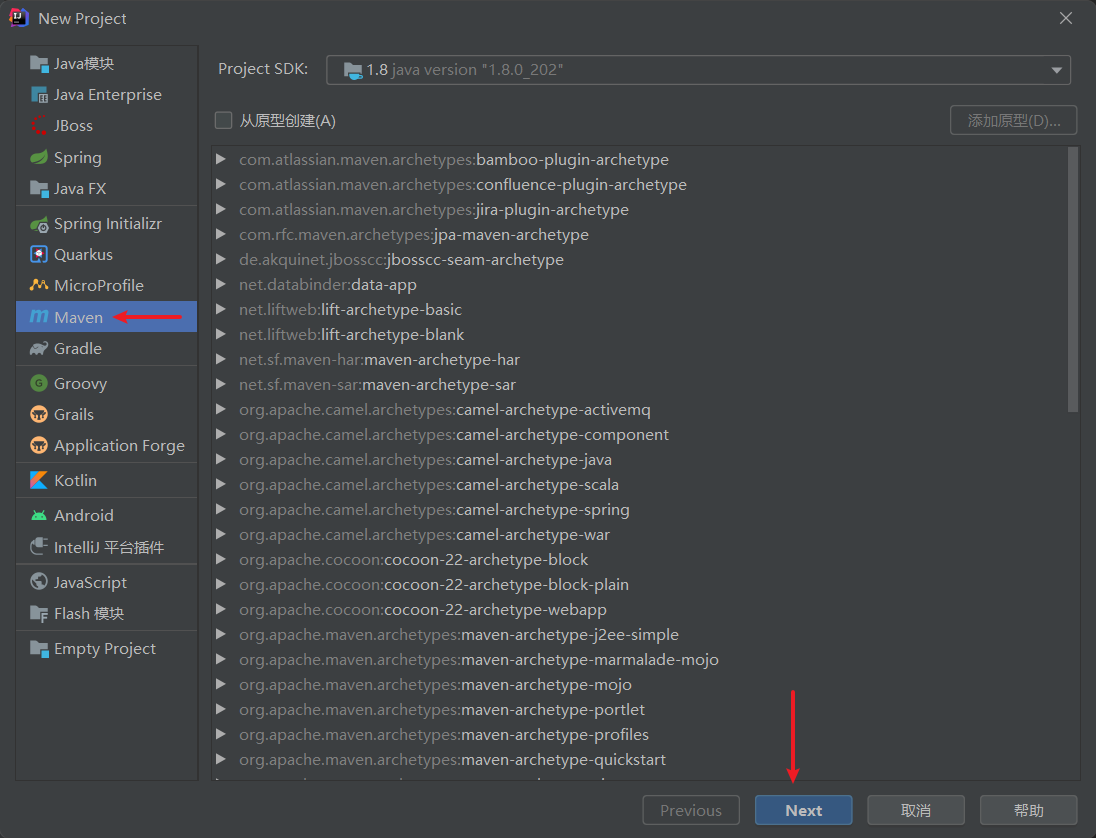 New Project
Java模块
Java Enterprise
JBoss
Spring
Java FX
Spring Initializr
Quarkus
MicroProfile
Maven
Gradle
Groovy
Grails
Application Forge
Kotlin
Android
IntelliJ 平台插件
JavaScript
Flash 模块
Empty Project
Project SDK: 1.8 java version "1.8.0_202"
从原型创建(A) 添加原型(D)...
com.atlassian.maven.archetypes:bamboo-plugin-archetype
com.atlassian.maven.archetypes:confluence-plugin-archetype
com.atlassian.maven.archetypes:jira-plugin-archetype
com.rfc.maven.archetypes:jpa-maven-archetype
de.akquinet.jbosscc:jbosscc-seam-archetype
net.databinder:data-app
net.liftweb:lift-archetype-basic
net.liftweb:lift-archetype-blank
net.sf.maven-har:maven-archetype-har
net.sf.maven-sar:maven-archetype-sar
org.apache.camel.archetypes:camel-archetype-activemq
org.apache.camel.archetypes:camel-archetype-component
org.apache.camel.archetypes:camel-archetype-java
org.apache.camel.archetypes:camel-archetype-scala
org.apache.camel.archetypes:camel-archetype-spring
org.apache.camel.archetypes:camel-archetype-war
org.apache.cocoon:cocoon-22-archetype-block
org.apache.cocoon:cocoon-22-archetype-block-plain
org.apache.cocoon:cocoon-22-archetype-webapp
org.apache.maven.archetypes:maven-archetype-j2ee-simple
org.apache.maven.archetypes:maven-archetype-marmalade-mojo
org.apache.maven.archetypes:maven-archetype-mojo
org.apache.maven.archetypes:maven-archetype-portlet
org.apache.maven.archetypes:maven-archetype-profiles
org.apache.maven.archetypes:maven-archetype-quickstart
Previous Next 取消 帮助